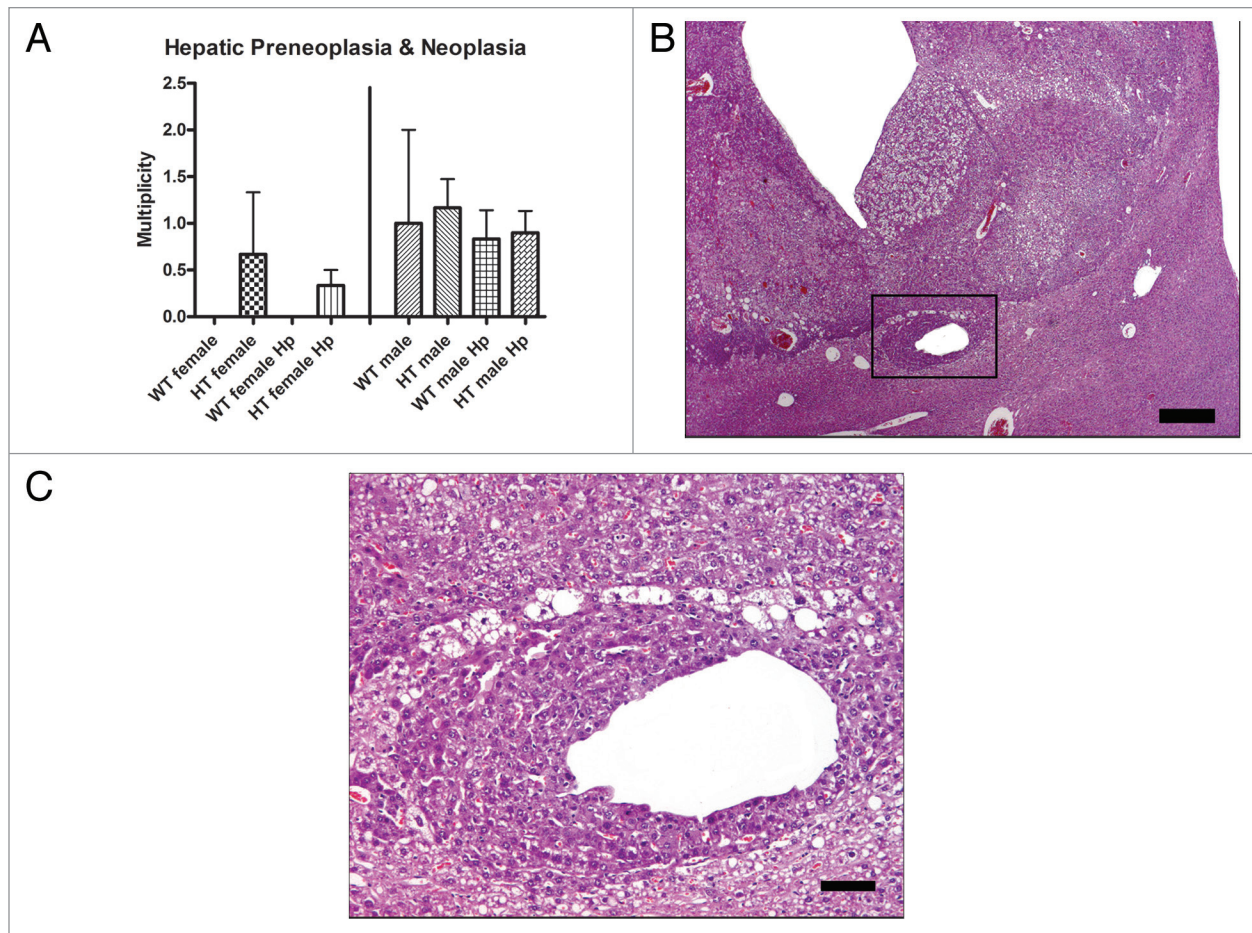 A
Hepatic Preneoplasia & Neoplasia
Multiplicity
2.5
2.0
1.5
1.0
0.5
0.0
WT female
HT female
WT female Hp
HT female Hp
WT male
HT male
WT male Hp
HT male Hp
B
C